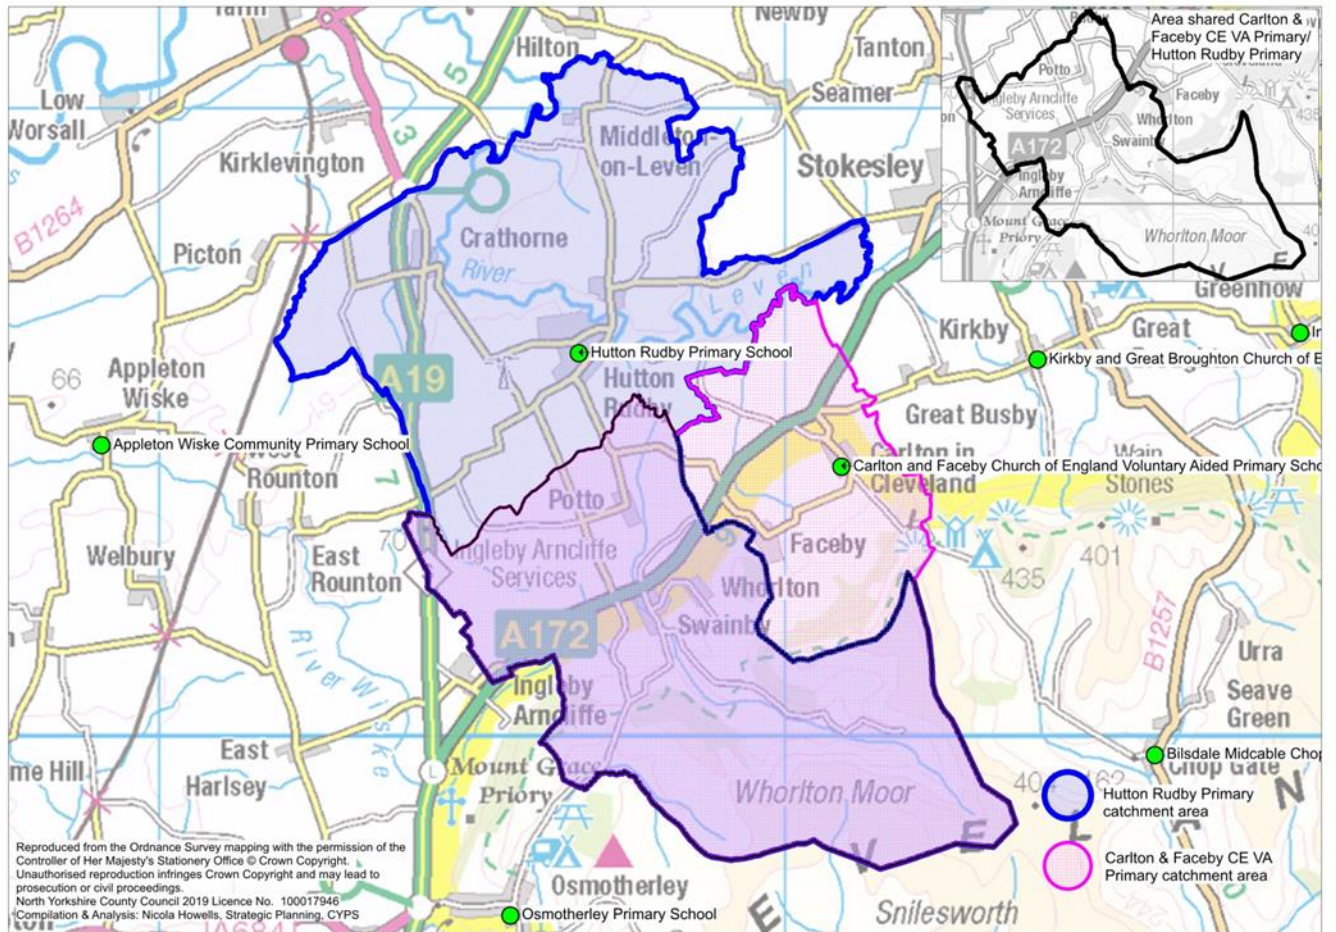 Newby
Area shared Carlton &
Faceby CE VA Primary/
Hutton Rudby Primary
Hilton
Tanton
5
Potto
Low
Worsall
Seamer
Ingleby Arncliffe
Services
Faceby
Whorlton
3
Middleton-
on-Leven
A172
Swainby
Kirklevington
Stokesley
Ingleby
Arncliffe
B1264
Mount Grace
Priory
Whorlton Moor
Picton
Crathorne
River
Leven
Greenhow
Kirkby
Great
Hutton Rudby Primary School
Kirkby and Great Broughton Church of E
Appleton
Wiske
66
A19
Hutton
Rudby
Great Busby
Appleton Wiske Community Primary School
Carlton in
Cleveland
Carlton and Faceby Church of England Voluntary Aided Primary Scho
West
Rounton
7
Wain
Stones
Potto
Welbury
East
Rounton
70
Ingleby Arncliffe
Services
Faceby
401
435
Whorlton
A172
Swainby
B1257
River Wiske
Urra
Ingleby
Arncliffe
Seave
Green
East
Harlsey
me Hill
Mount Grace
Priory
Whorlton Moor
Bilsdale Midcable Chop
Chop Gate
Hutton Rudby Primary
catchment area
Carlton & Faceby CE VA
Primary catchment area
V E L
A N
Reproduced from the Ordnance Survey mapping with the permission of the
Controller of Her Majesty's Stationery Office © Crown Copyright.
Unauthorised reproduction infringes Crown Copyright and may lead to
prosecution or civil proceedings.
North Yorkshire County Council 2019 Licence No. 100017946
Compilation & Analysis: Nicola Howells, Strategic Planning, CYPS
Osmotherley
Osmotherley Primary School
Snilesworth